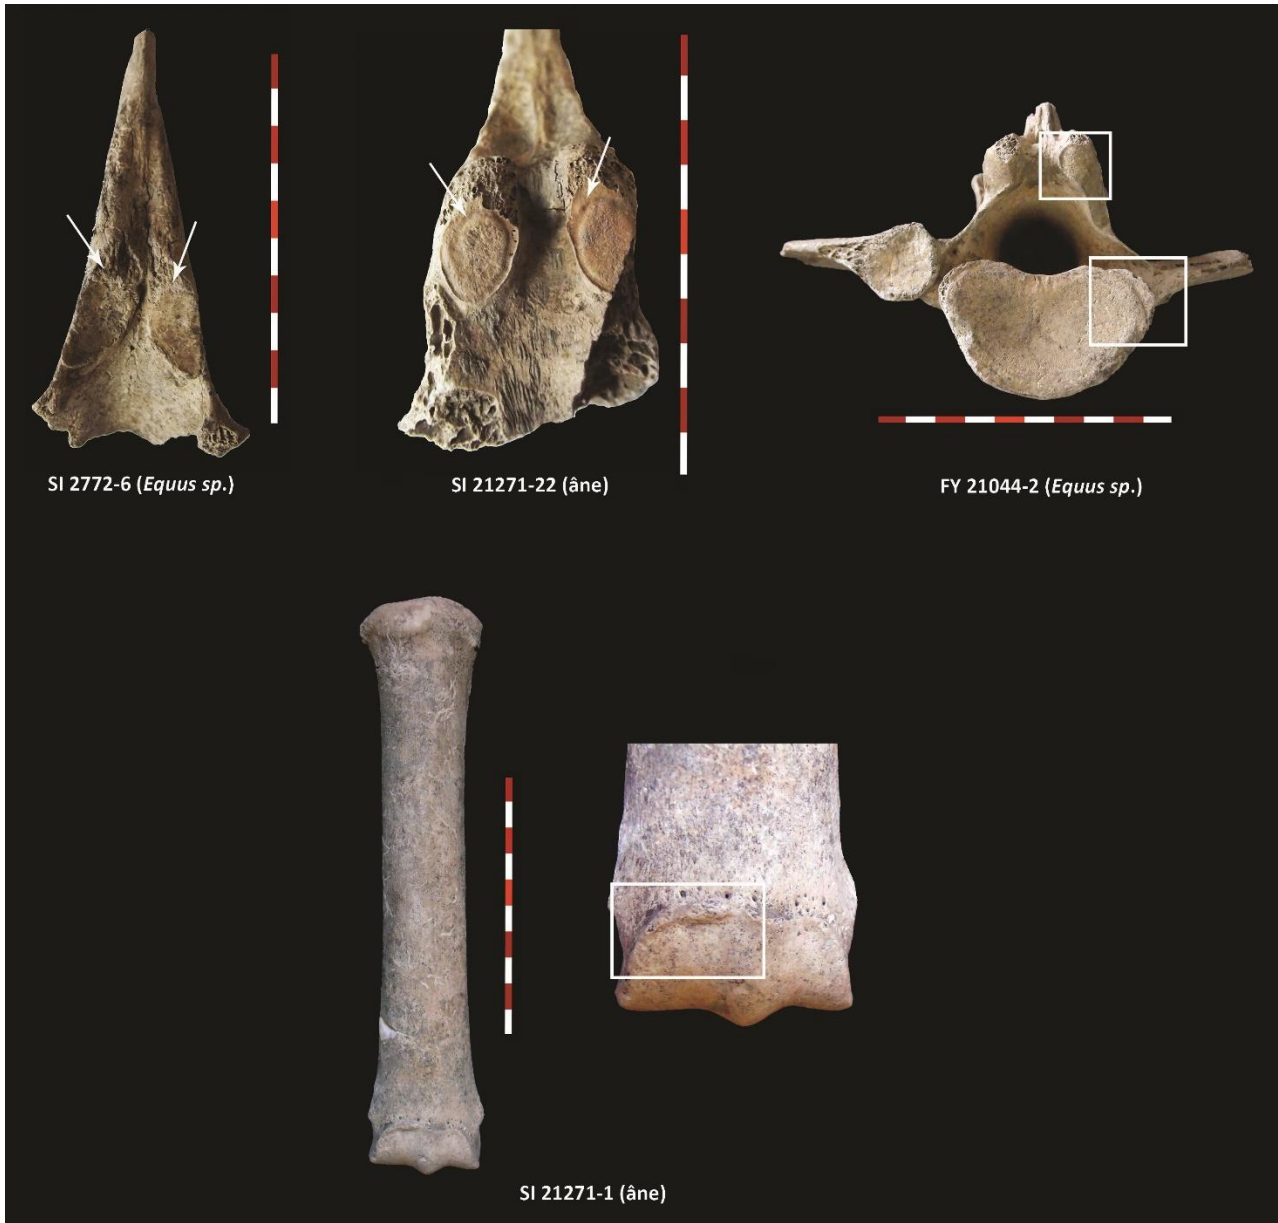 SI 2772-6 (Equus sp.)
SI 21271-22 (âne)
FY 21044-2 (Equus sp.)
SI 21271-1 (âne)